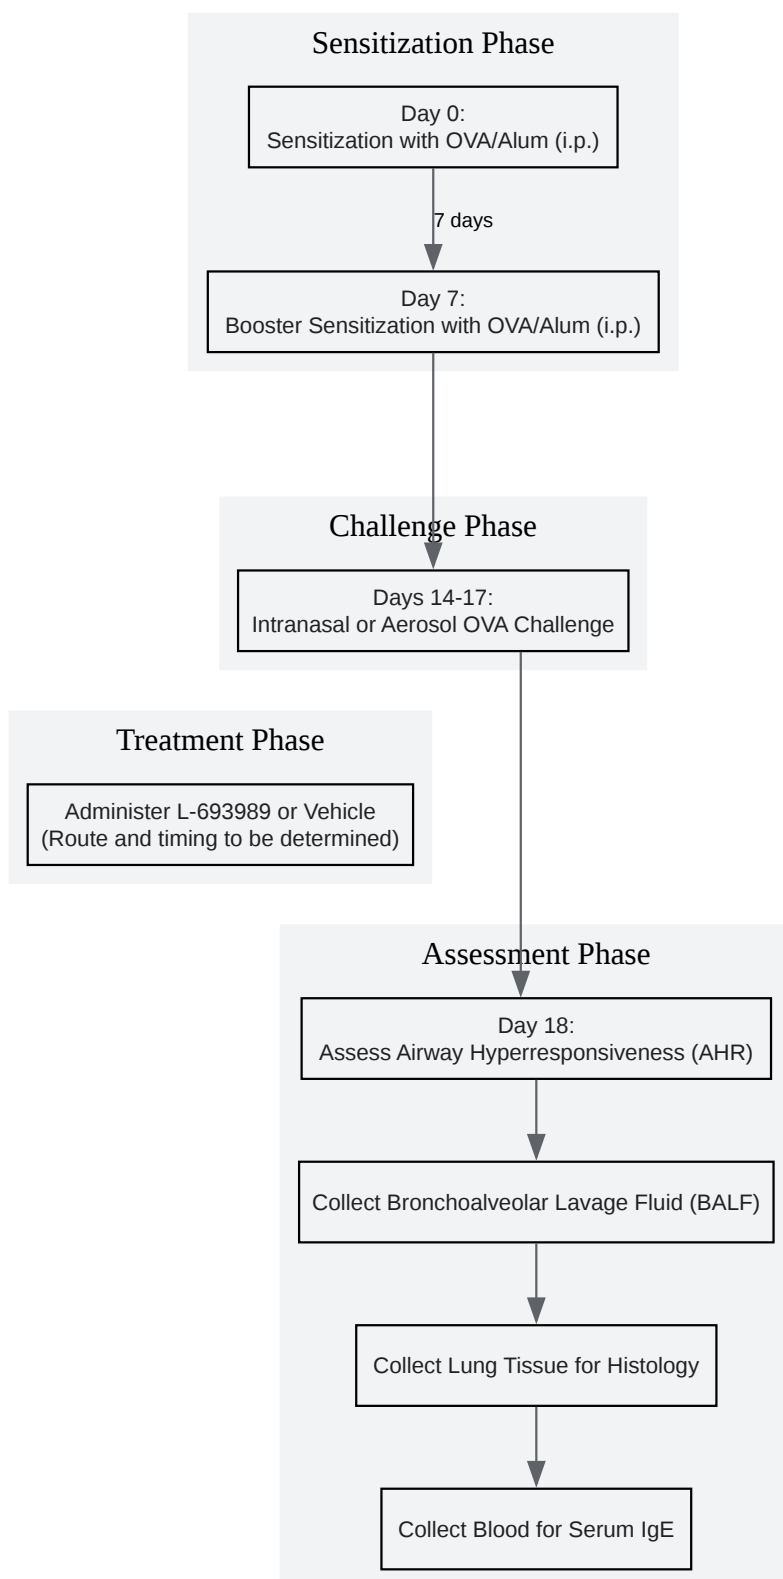 Sensitization Phase
Day 0:
Sensitization with OVA/Alum (i.p.)
7 days
Day 7:
Booster Sensitization with OVA/Alum (i.p.)
Challenge Phase
Days 14-17:
Intranasal or Aerosol OVA Challenge
Treatment Phase
Administer L-693989 or Vehicle
(Route and timing to be determined)
Assessment Phase
Day 18:
Assess Airway Hyperresponsiveness (AHR)
Collect Bronchoalveolar Lavage Fluid (BALF)
Collect Lung Tissue for Histology
Collect Blood for Serum IgE